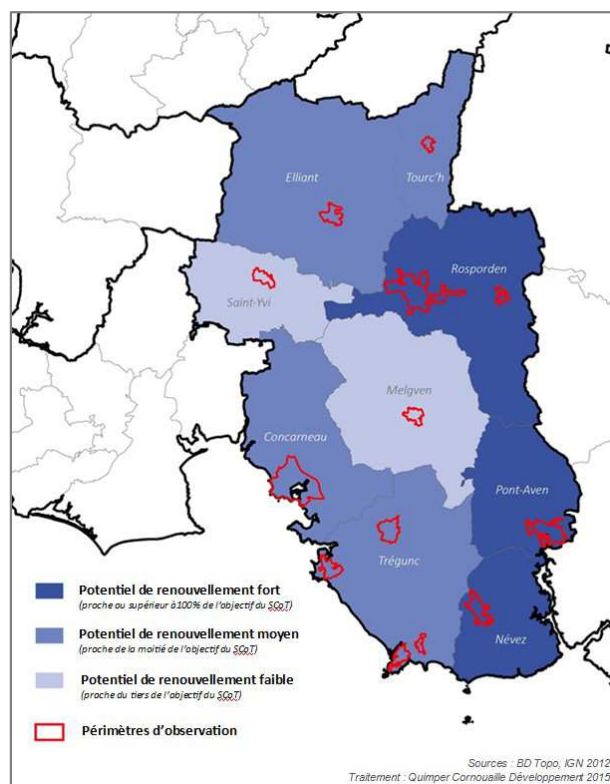 Elliant
Tourc'h
Rosporden
Saint-Yvi
Melgven
Concarneau
Pont-Aven
Trégunc
Névez
Potentiel de renouvellement fort
(proche ou supérieur à 100% de l'objectif du SCoT)
Potentiel de renouvellement moyen
(proche de la moitié de l'objectif du SCoT)
Potentiel de renouvellement faible
(proche du tiers de l'objectif du SCoT)
Périmètres d'observation
Sources : BD Topo, IGN 2012
Traitement : Quimper Cornouaille Développement 2015